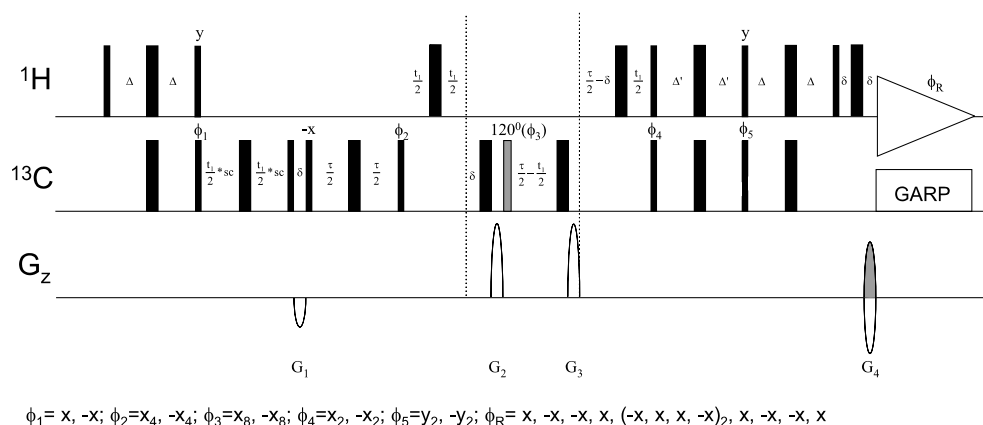 y t₁/2 t₁/2 τ/2−δ t₁/2 y ϕR
¹H Δ Δ Δ' Δ' Δ Δ δ δ
ϕ₁ -x ϕ₂ 120⁰(ϕ₃) ϕ₄ ϕ₅
¹³C t₁/2*sc t₁/2*sc δ τ/2 τ/2 δ τ/2−t₁/2 GARP
Gz
G₁ G₂ G₃ G₄
ϕ₁= x, -x; ϕ₂=x₄, -x₄; ϕ₃=x₈, -x₈; ϕ₄=x₂, -x₂; ϕ₅=y₂, -y₂; ϕR= x, -x, -x, x, (-x, x, x, -x)₂, x, -x, -x, x